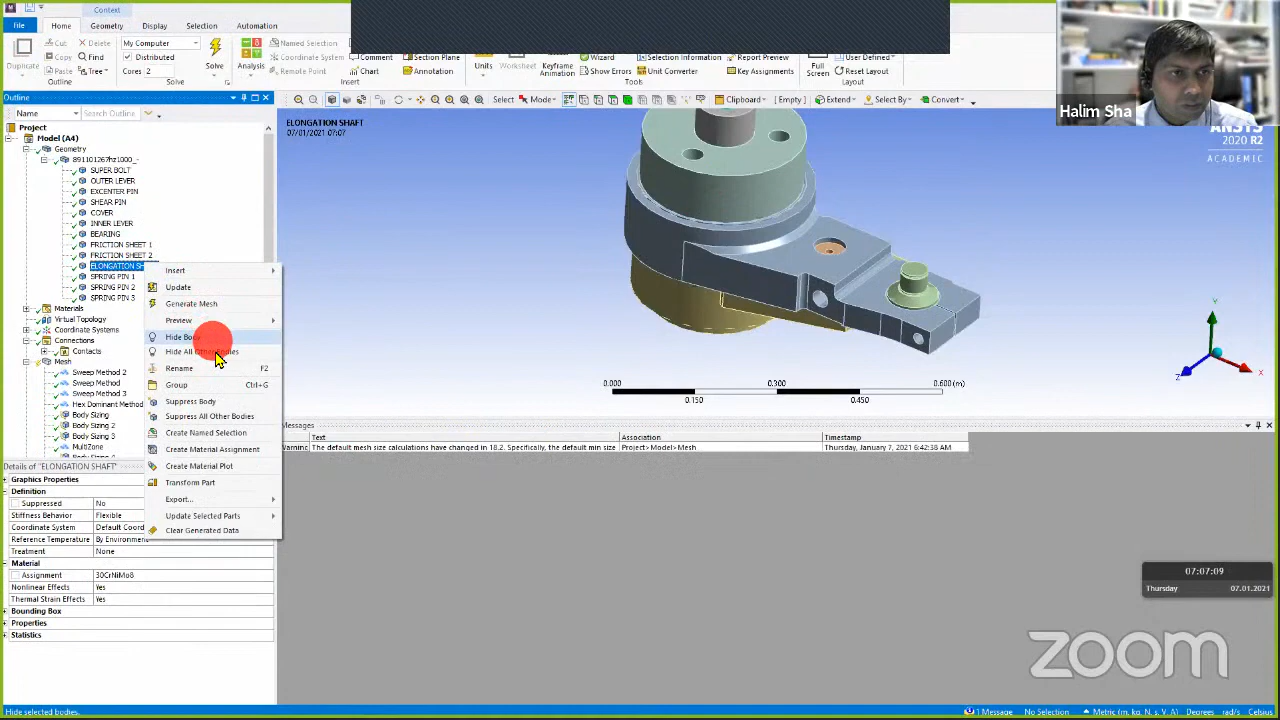 Context
File
Home
Geometry
Display
Selection
Automation
Duplicate
Cut
Delete
Copy
Find
Paste
Tree
My Computer
Distributed
Cores 2
Solve
Solve
Analysis
Named Selection
Coordinate System
Remote Point
Comment
Chart
Insert
Section Plane
Annotation
Units
Worksheet
Keyframe
Animation
Wizard
Show Errors
Selection Information
Unit Converter
Tools
Report Preview
Key Assignments
Full
Screen
User Defined
Reset Layout
Layout
Halim Sha
Outline
Name
Search Outline
Select
Mode
Clipboard
[ Empty ]
Extend
Select By
Convert
ELONGATION SHAFT
07/01/2021 07:07
ANSYS
2020 R2
ACADEMIC
Project
Model (A4)
Geometry
891101267hz1000_-
SUPER BOLT
OUTER LEVER
EXCENTER PIN
SHEAR PIN
COVER
INNER LEVER
BEARING
FRICTION SHEET 1
FRICTION SHEET 2
ELONGATION SH
SPRING PIN 1
SPRING PIN 2
SPRING PIN 3
Materials
Virtual Topology
Coordinate Systems
Connections
Contacts
Mesh
Sweep Method 2
Sweep Method
Sweep Method 3
Hex Dominant Method
Body Sizing
Body Sizing 2
Body Sizing 3
MultiZone
Insert
Update
Generate Mesh
Preview
Hide Body
Hide All Other Bodies
Rename F2
Group Ctrl+G
Suppress Body
Suppress All Other Bodies
Create Named Selection
Create Material Assignment
Create Material Plot
Transform Part
Export...
Update Selected Parts
Clear Generated Data
0.000 0.300 0.600 (m)
0.150 0.450
Y
X
Z
Messages
Text Association Timestamp
Warning The default mesh size calculations have changed in 18.2. Specifically, the default min size Project>Model>Mesh Thursday, January 7, 2021 6:42:38 AM
Details of "ELONGATION SHAFT"
Graphics Properties
Definition
Suppressed No
Stiffness Behavior Flexible
Coordinate System Default Coord
Reference Temperature By Environment
Treatment None
Material
Assignment 30CrNiMo8
Nonlinear Effects Yes
Thermal Strain Effects Yes
Bounding Box
Properties
Statistics
07:07:09
Thursday 07.01.2021
zoom
Hide selected bodies.
1 Message
No Selection
Metric (m, kg, N, s, V, A)
Degrees
rad/s
Celsius